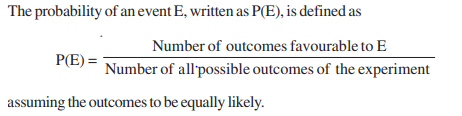 The probability of an event E, written as P(E), is defined as
Number of outcomes favourable to E
P(E) =
Number of all possible outcomes of the experiment
assuming the outcomes to be equally likely.